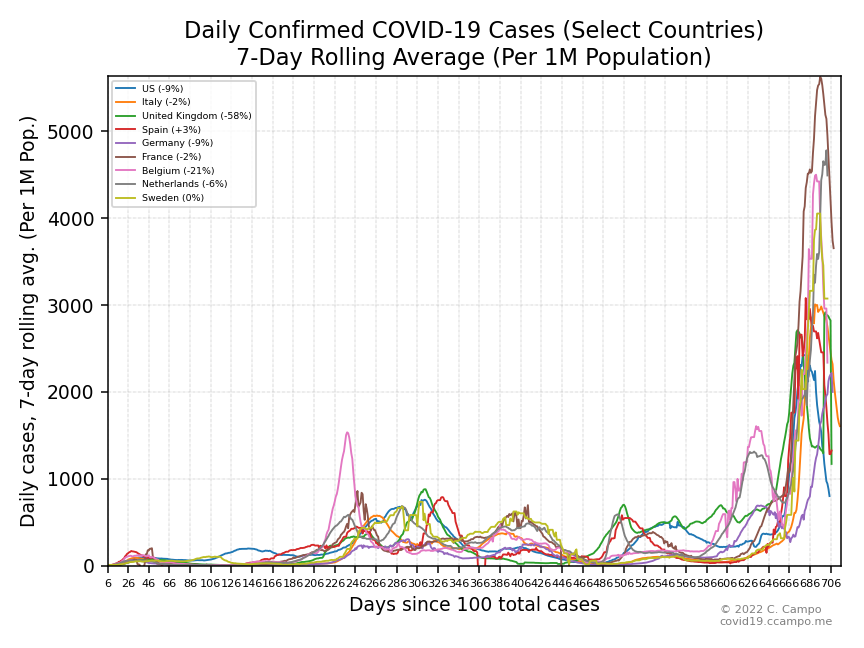 Daily Confirmed COVID-19 Cases (Select Countries)
7-Day Rolling Average (Per 1M Population)
US (-9%)
Italy (-2%)
United Kingdom (-58%)
Spain (+3%)
Germany (-9%)
France (-2%)
Belgium (-21%)
Netherlands (-6%)
Sweden (0%)
Daily cases, 7-day rolling avg. (Per 1M Pop.)
5000
4000
3000
2000
1000
0
6 26 46 66 86 106 126 146 166 186 206 226 246 266 286 306 326 346 366 386 406 426 446 466 486 506 526 546 566 586 606 626 646 666 686 706
Days since 100 total cases
© 2022 C. Campo
covid19.ccampo.me